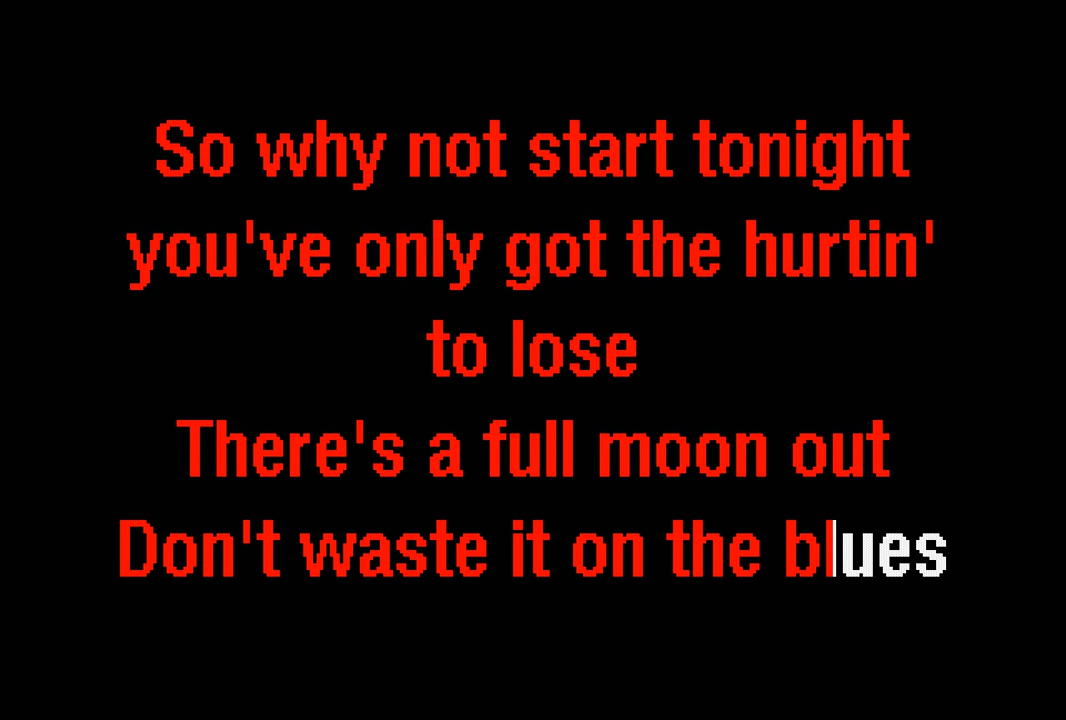 So why not start tonight
you've only got the hurtin'
to lose
There's a full moon out
Don't waste it on the blues